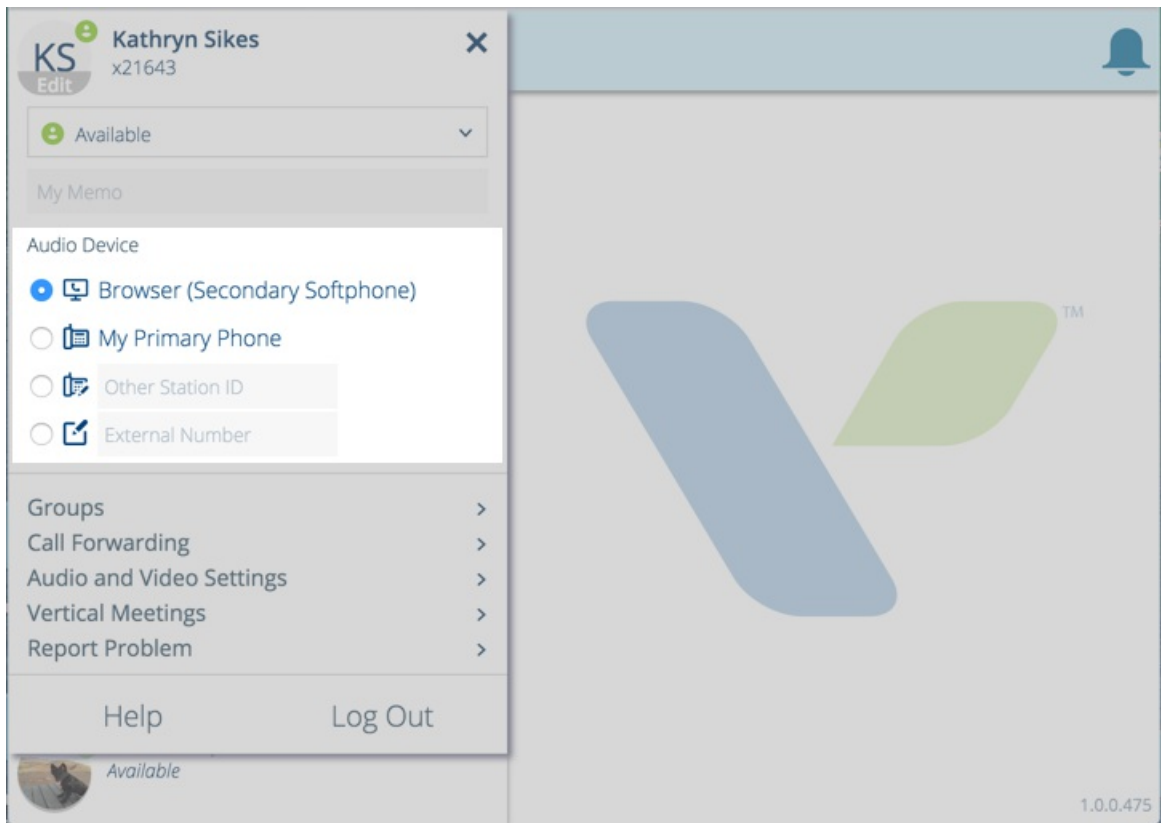 KS
Edit
Kathryn Sikes
x21643
Available
My Memo
Audio Device
Browser (Secondary Softphone)
My Primary Phone
Other Station ID
External Number
Groups
Call Forwarding
Audio and Video Settings
Vertical Meetings
Report Problem
Help Log Out
Available
TM
1.0.0.475